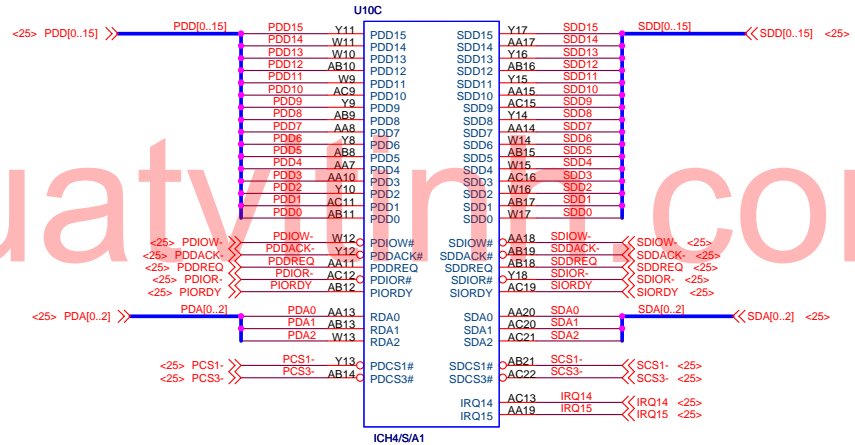 U10C
<25> PDD[0..15] PDD[0..15] PDD15 Y11 PDD15 SDD15 Y17 SDD15 SDD[0..15] SDD[0..15] <25>
PDD14 W11 PDD14 SDD14 AA17 SDD14
PDD13 W10 PDD13 SDD13 Y16 SDD13
PDD12 AB10 PDD12 SDD12 AB16 SDD12
PDD11 W9 PDD11 SDD11 Y15 SDD11
PDD10 AC9 PDD10 SDD10 AA15 SDD10
PDD9 Y9 PDD9 SDD9 AC15 SDD9
PDD8 AB9 PDD8 SDD8 Y14 SDD8
PDD7 AA8 PDD7 SDD7 AA14 SDD7
PDD6 Y8 PDD6 SDD6 W14 SDD6
PDD5 AB8 PDD5 SDD5 AB15 SDD5
PDD4 AA7 PDD4 SDD4 W15 SDD4
PDD3 AA10 PDD3 SDD3 AC16 SDD3
PDD2 Y10 PDD2 SDD2 W16 SDD2
PDD1 AC11 PDD1 SDD1 AB17 SDD1
PDD0 AB11 PDD0 SDD0 W17 SDD0
uatvitinh.co
<25> PDIOW- PDIOW- W12 PDIOW# SDIOW# AA18 SDIOW- SDIOW- <25>
<25> PDDACK- PDDACK- Y12 PDDACK# SDDACK# AB19 SDDACK- SDDACK- <25>
<25> PDDREQ PDDREQ AA11 PDDREQ SDDREQ AB18 SDDREQ SDDREQ <25>
<25> PDIOR- PDIOR- AC12 PDIOR# SDIOR# Y18 SDIOR- SDIOR- <25>
<25> PIORDY PIORDY AB12 PIORDY SIORDY AC19 SIORDY SIORDY <25>
<25> PDA[0..2] PDA[0..2] PDA0 AA13 RDA0 SDA0 AA20 SDA0 SDA[0..2] SDA[0..2] <25>
PDA1 AB13 RDA1 SDA1 AC20 SDA1
PDA2 W13 RDA2 SDA2 AC21 SDA2
<25> PCS1- PCS1- Y13 PDCS1# SDCS1# AB21 SCS1- SCS1- <25>
<25> PCS3- PCS3- AB14 PDCS3# SDCS3# AC22 SCS3- SCS3- <25>
IRQ14 AC13 IRQ14 IRQ14 <25>
IRQ15 AA19 IRQ15 IRQ15 <25>
ICH4/S/A1